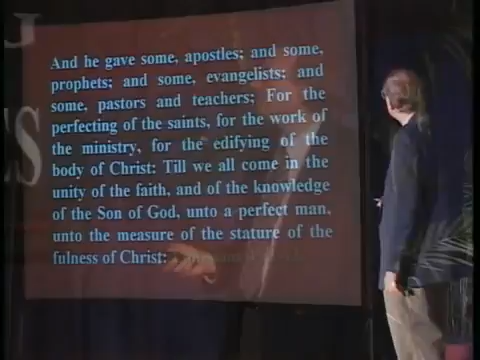 And he gave some, apostles; and some,
prophets; and some, evangelists; and
some, pastors and teachers; For the
perfecting of the saints, for the work of
the ministry, for the edifying of the
body of Christ: Till we all come in the
unity of the faith, and of the knowledge
of the Son of God, unto a perfect man,
unto the measure of the stature of the
fulness of Christ: